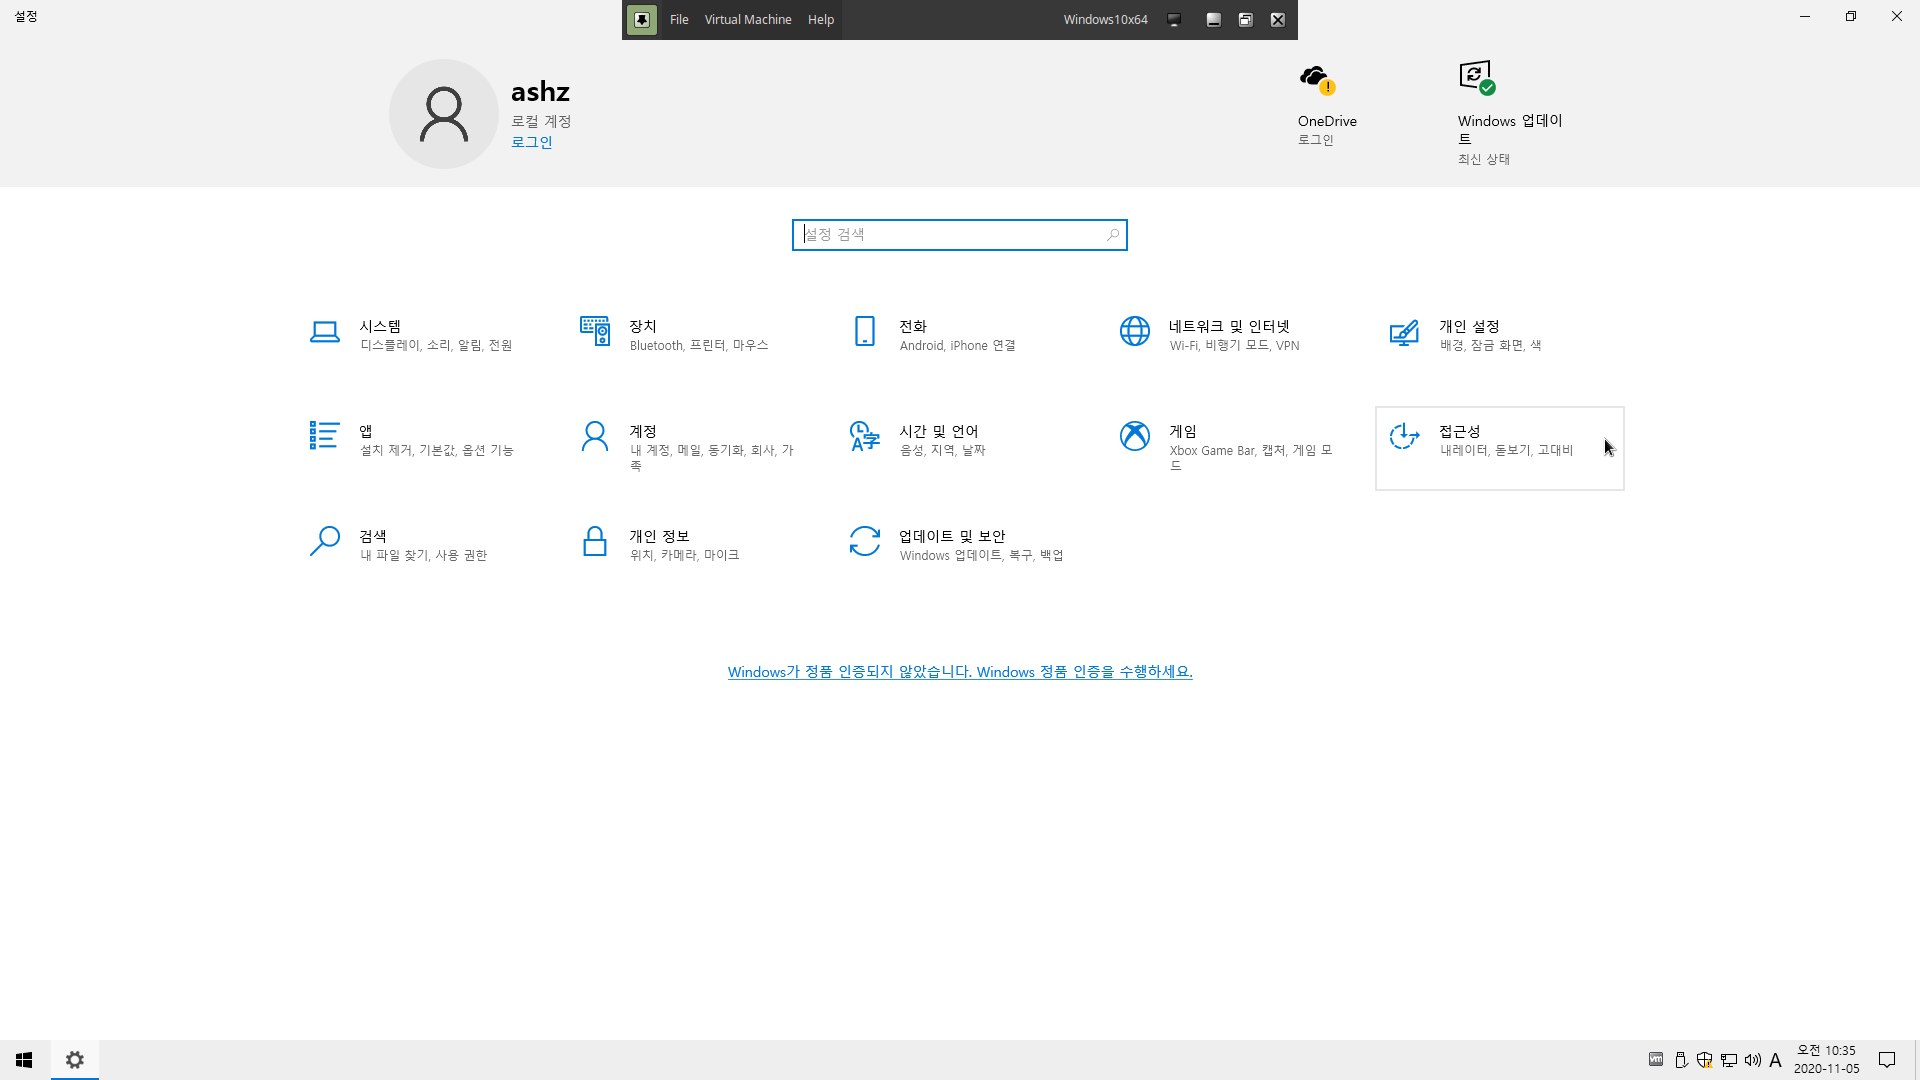 설정
File Virtual Machine Help Windows10x64
ashz
로컬 계정
로그인
OneDrive
로그인
Windows 업데이
트
최신 상태
설정 검색
시스템
디스플레이, 소리, 알림, 전원
장치
Bluetooth, 프린터, 마우스
전화
Android, iPhone 연결
네트워크 및 인터넷
Wi-Fi, 비행기 모드, VPN
개인 설정
배경, 잠금 화면, 색
앱
설치 제거, 기본값, 옵션 기능
계정
내 계정, 메일, 동기화, 회사, 가
족
시간 및 언어
음성, 지역, 날짜
게임
Xbox Game Bar, 캡처, 게임 모
드
접근성
내레이터, 돋보기, 고대비
검색
내 파일 찾기, 사용 권한
개인 정보
위치, 카메라, 마이크
업데이트 및 보안
Windows 업데이트, 복구, 백업
Windows가 정품 인증되지 않았습니다. Windows 정품 인증을 수행하세요.
vm
A
오전 10:35
2020-11-05